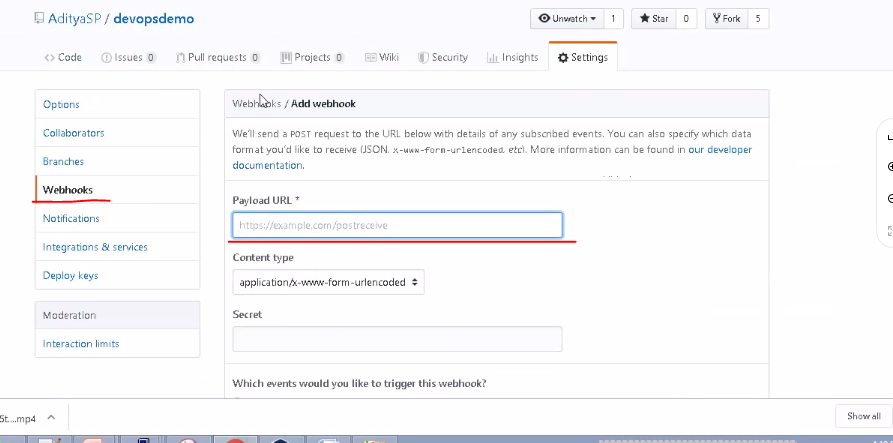 AdityaSP / devopsdemo
Unwatch 1 Star 0 Fork 5
Code Issues 0 Pull requests 0 Projects 0 Wiki Security Insights Settings
Options
Collaborators
Branches
Webhooks
Notifications
Integrations & services
Deploy keys
Moderation
Interaction limits
Webhooks / Add webhook
We'll send a POST request to the URL below with details of any subscribed events. You can also specify which data
format you'd like to receive (JSON, x-www-form-urlencoded, etc). More information can be found in our developer
documentation.
Payload URL *
https://example.com/postreceive
Content type
application/x-www-form-urlencoded
Secret
Which events would you like to trigger this webhook?
5t....mp4
Show all